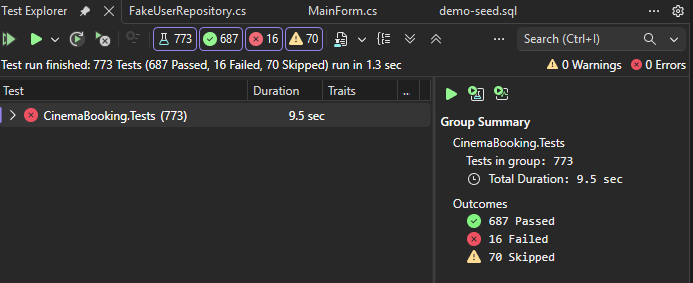 Test Explorer FakeUserRepository.cs MainForm.cs demo-seed.sql
773 687 16 70 Search (Ctrl+I)
Test run finished: 773 Tests (687 Passed, 16 Failed, 70 Skipped) run in 1.3 sec 0 Warnings 0 Errors
Test Duration Traits ...
CinemaBooking.Tests (773) 9.5 sec
Group Summary
CinemaBooking.Tests
Tests in group: 773
Total Duration: 9.5 sec
Outcomes
687 Passed
16 Failed
70 Skipped